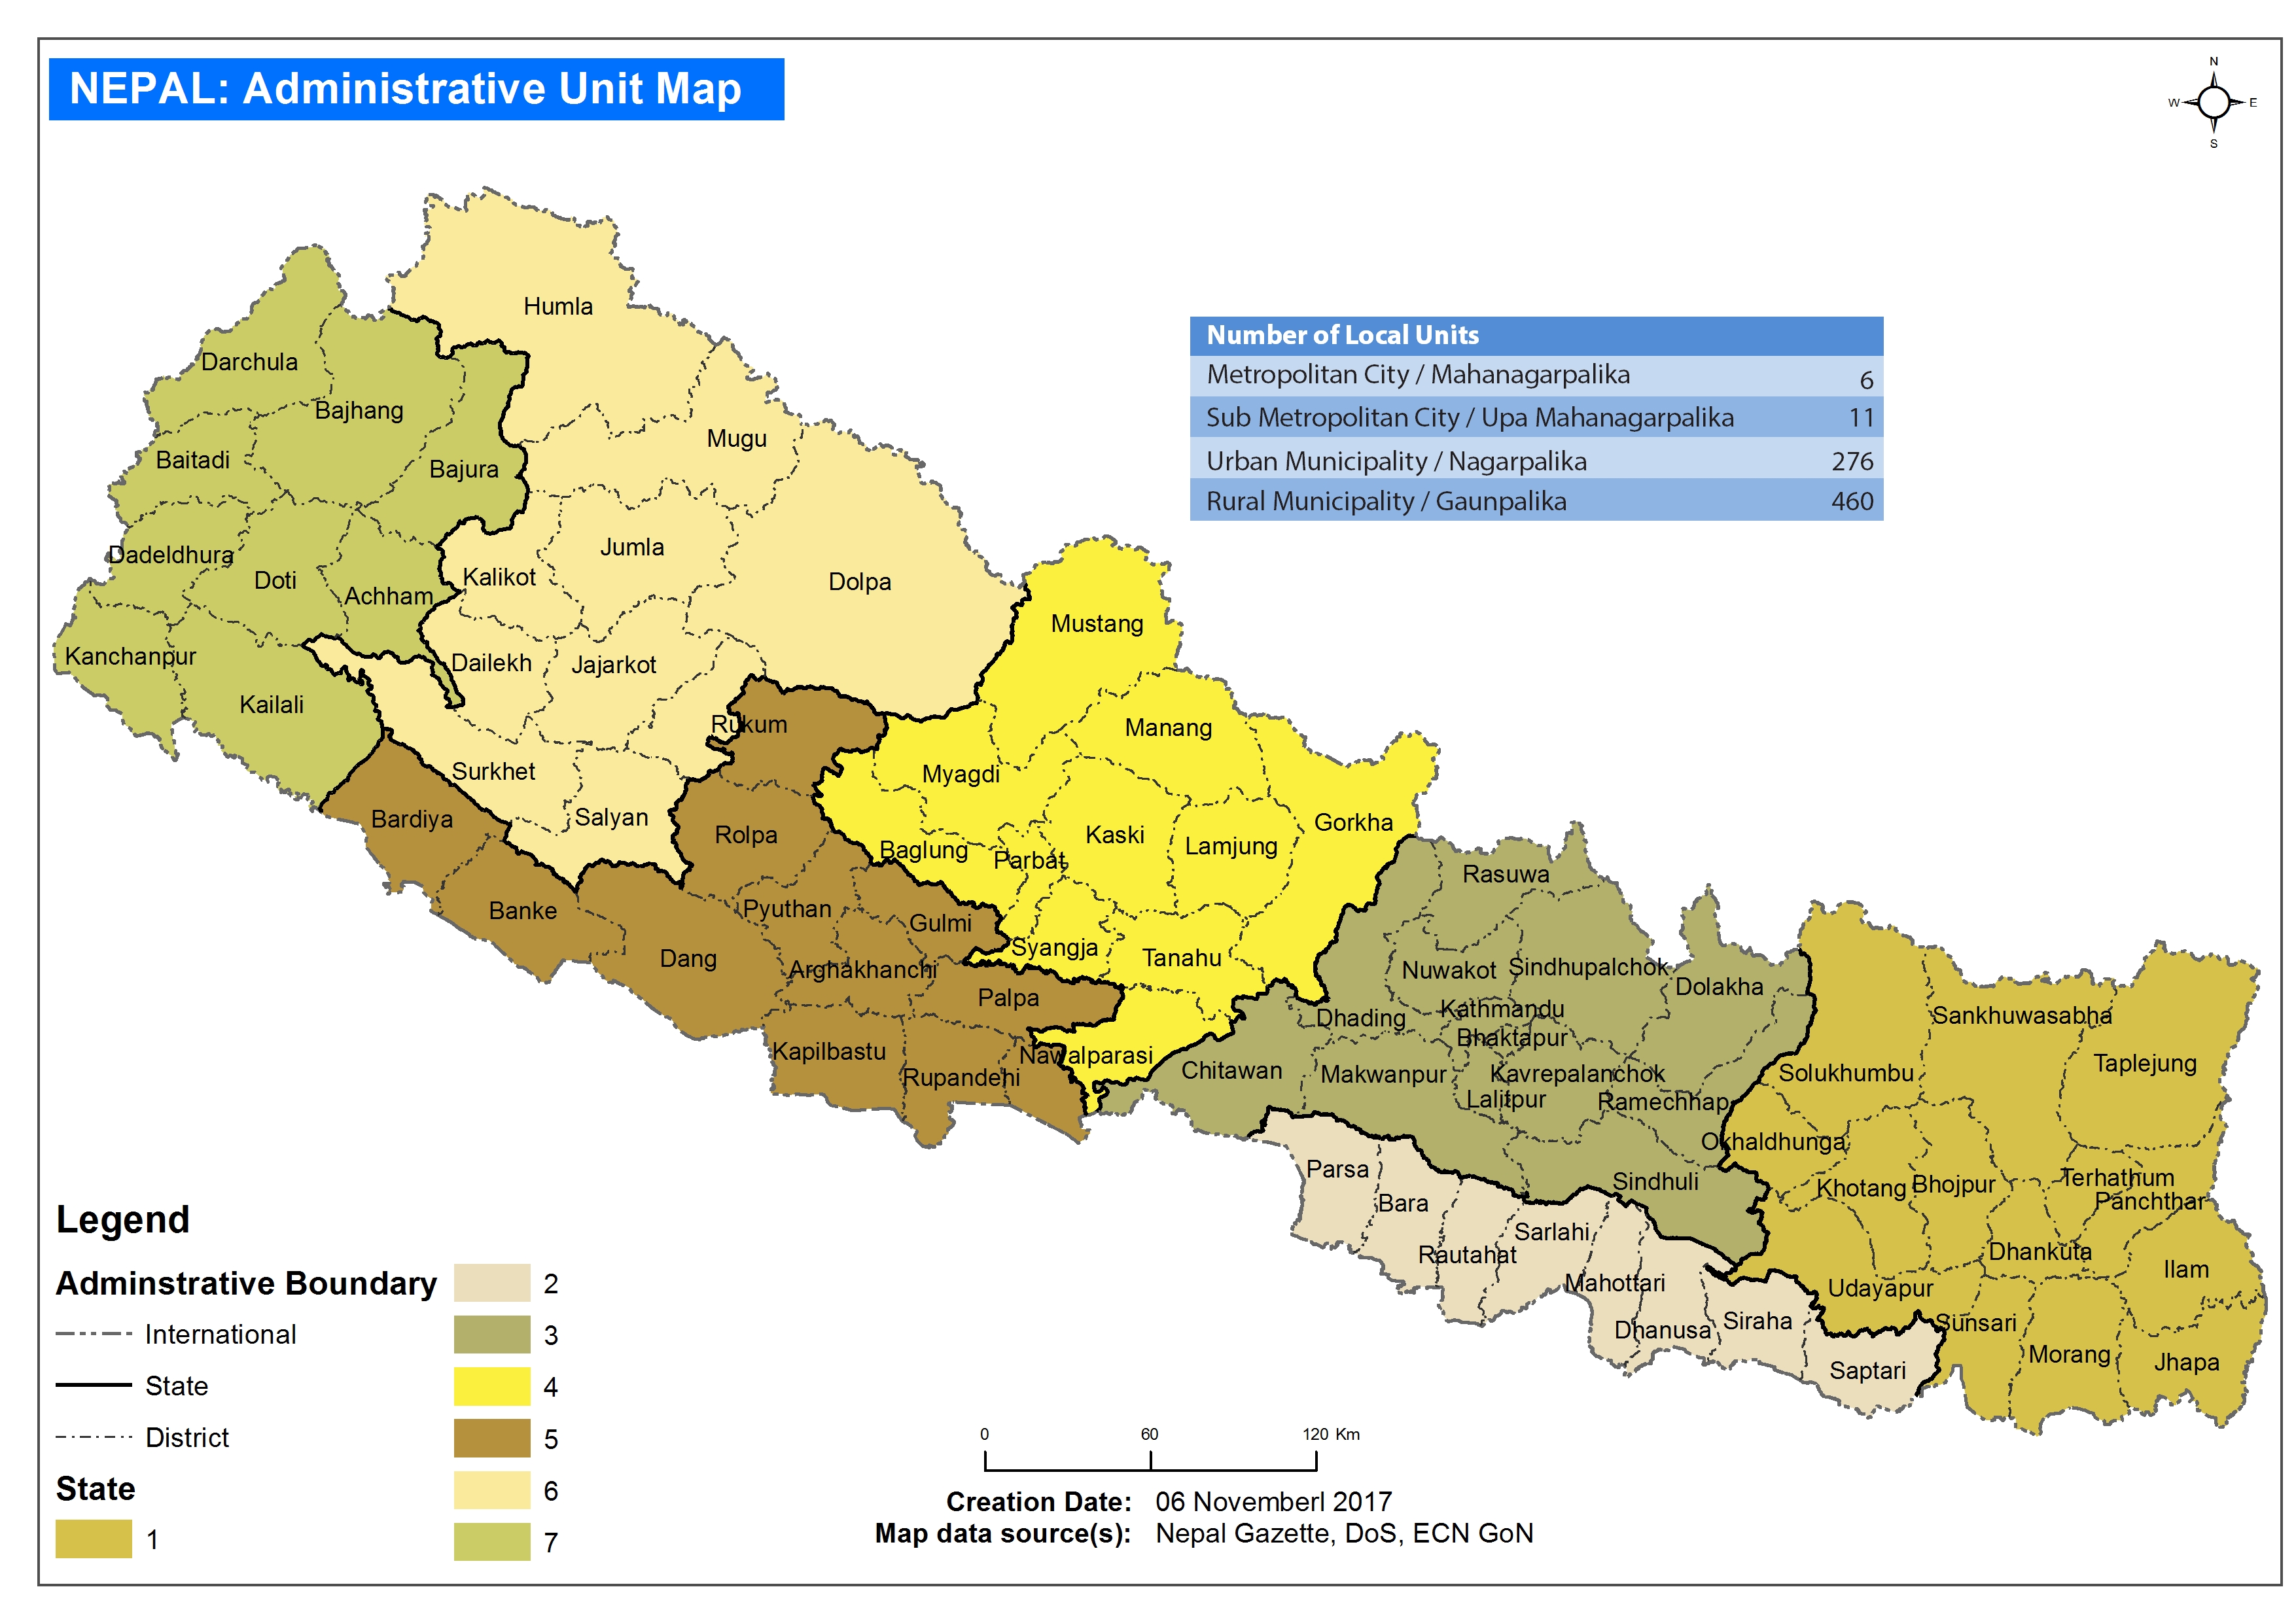 NEPAL: Administrative Unit Map
N
W E
S
Humla
Darchula
Bajhang
Mugu
Baitadi
Bajura
Number of Local Units
Metropolitan City / Mahanagarpalika 6
Sub Metropolitan City / Upa Mahanagarpalika 11
Urban Municipality / Nagarpalika 276
Rural Municipality / Gaunpalika 460
Dadeldhura
Doti
Achham
Kalikot
Jumla
Dolpa
Mustang
Kanchanpur
Kailali
Dailekh
Jajarkot
Rukum
Manang
Surkhet
Salyan
Myagdi
Bardiya
Rolpa
Baglung
Parbat
Kaski
Lamjung
Gorkha
Rasuwa
Banke
Pyuthan
Gulmi
Dang
Arghakhanchi
Syangja
Tanahu
Nuwakot
Sindhupalchok
Dolakha
Palpa
Dhading
Kathmandu
Bhaktapur
Sankhuwasabha
Taplejung
Kapilbastu
Rupandehi
Nawalparasi
Chitawan
Makwanpur
Kavrepalanchok
Lalitpur
Ramechhap
Solukhumbu
Okhaldhunga
Parsa
Bara
Sindhuli
Khotang
Bhojpur
Terhathum
Panchthar
Rautahat
Sarlahi
Mahottari
Dhanusa
Siraha
Saptari
Udayapur
Dhankuta
Ilam
Sunsari
Morang
Jhapa
Legend
Adminstrative Boundary
International
State
District
State
1
2
3
4
5
6
7
0 60 120 Km
Creation Date: 06 Novemberl 2017
Map data source(s): Nepal Gazette, DoS, ECN GoN